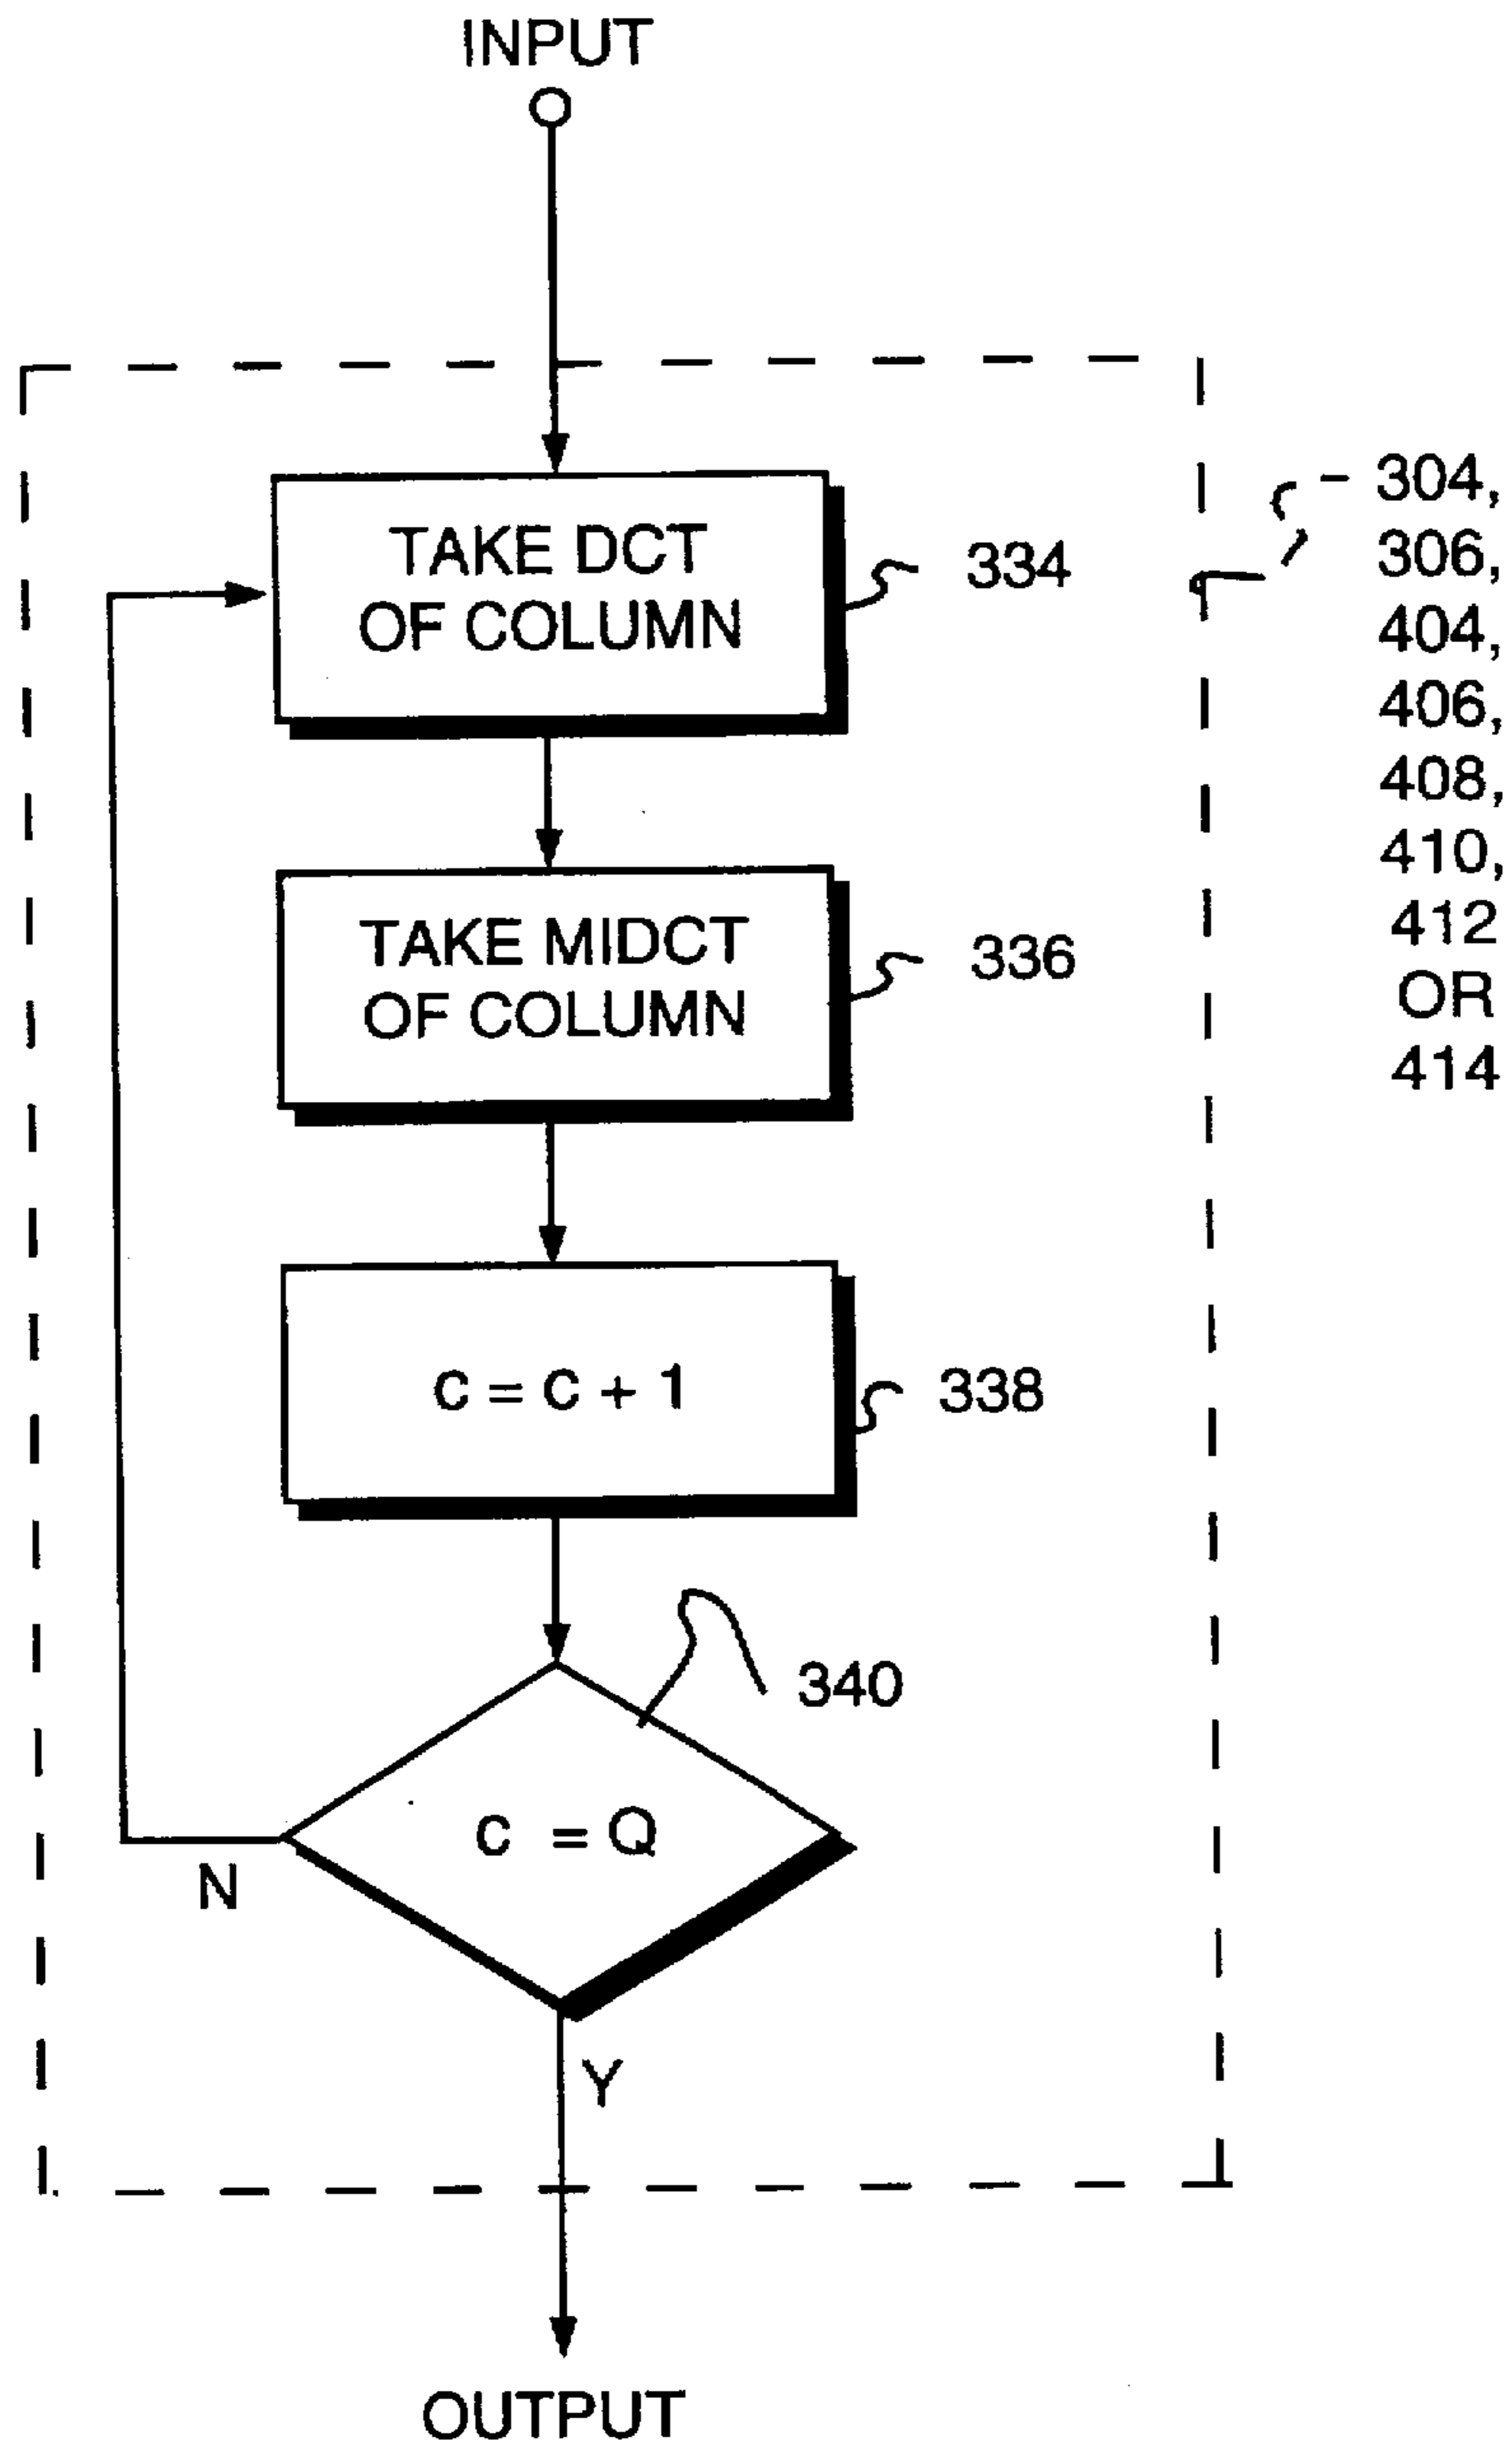 INPUT
TAKE DCT
OF COLUMN
334
304,
306,
404,
406,
408,
410,
412
OR
414
TAKE MIDCT
OF COLUMN
336
C = C + 1
338
340
C = Q
N
Y
OUTPUT